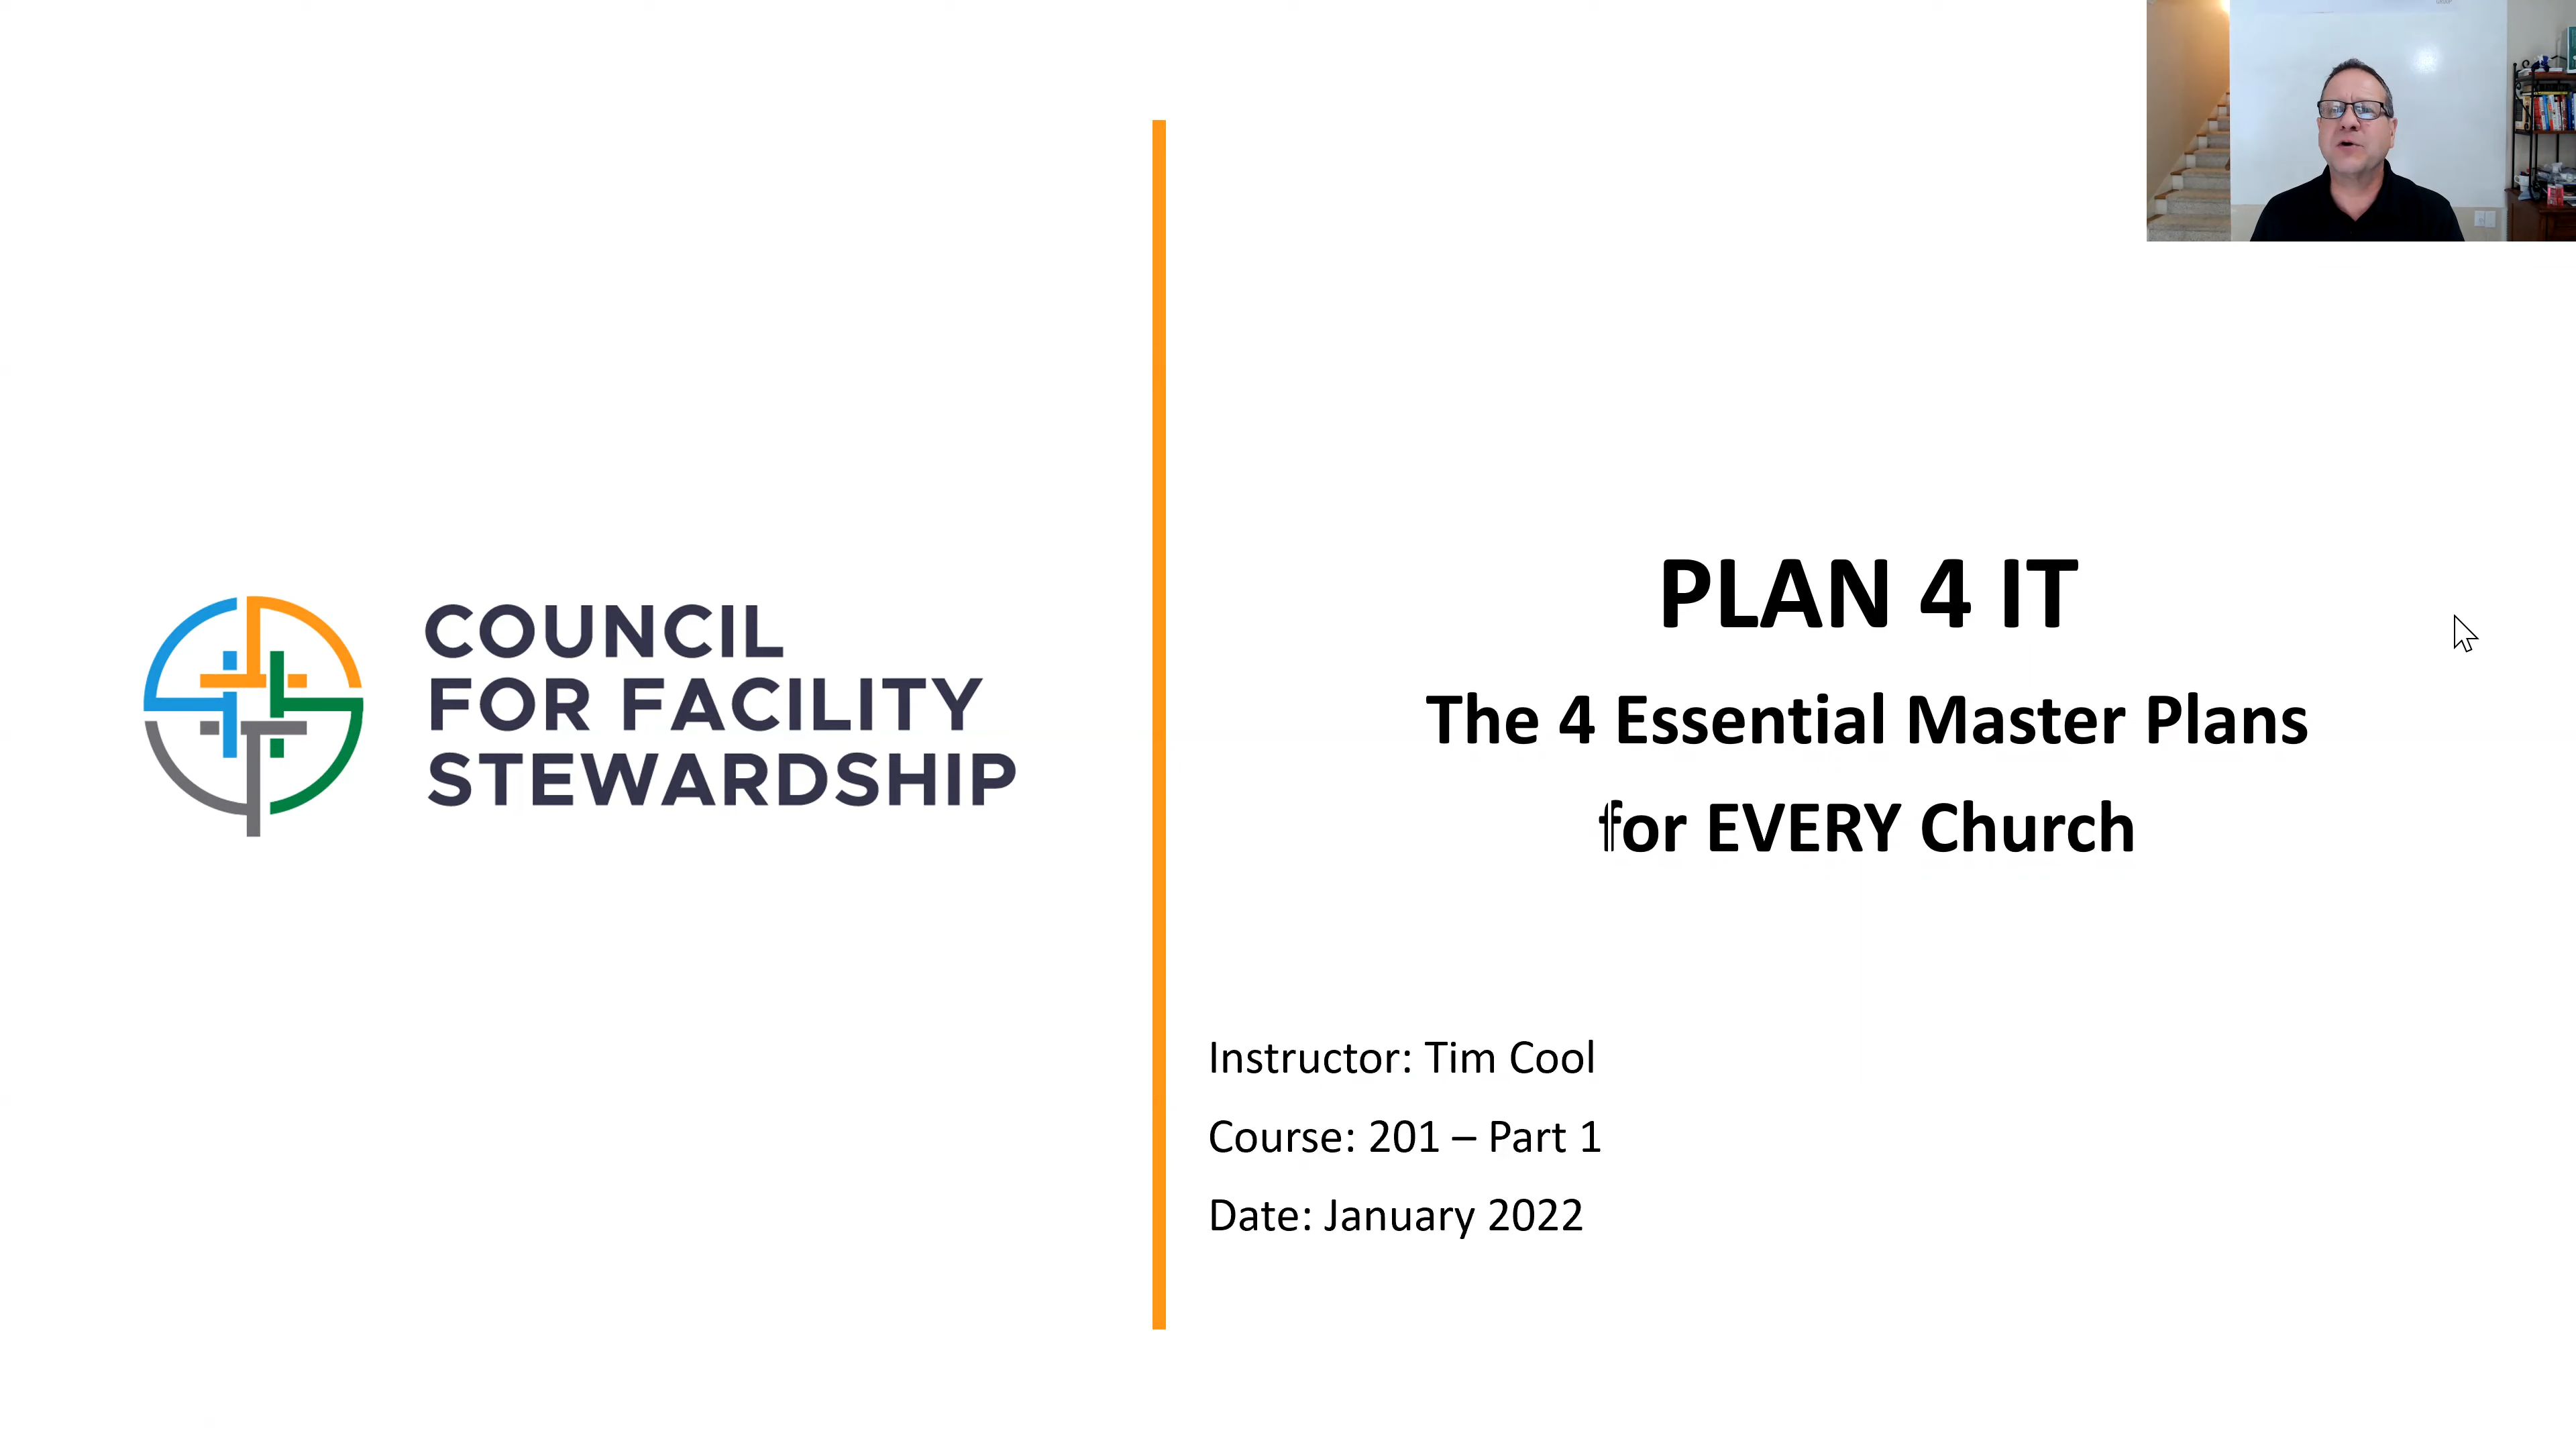 COUNCIL
FOR FACILITY
STEWARDSHIP
PLAN 4 IT
The 4 Essential Master Plans
for EVERY Church
Instructor: Tim Cool
Course: 201 – Part 1
Date: January 2022